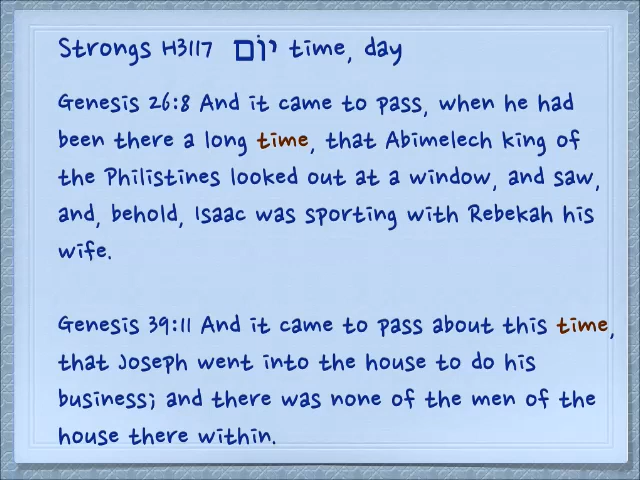 Strongs H3117 יוֹם time, day
Genesis 26:8 And it came to pass, when he had
been there a long time, that Abimelech king of
the Philistines looked out at a window, and saw,
and, behold, Isaac was sporting with Rebekah his
wife.
Genesis 39:11 And it came to pass about this time,
that Joseph went into the house to do his
business; and there was none of the men of the
house there within.